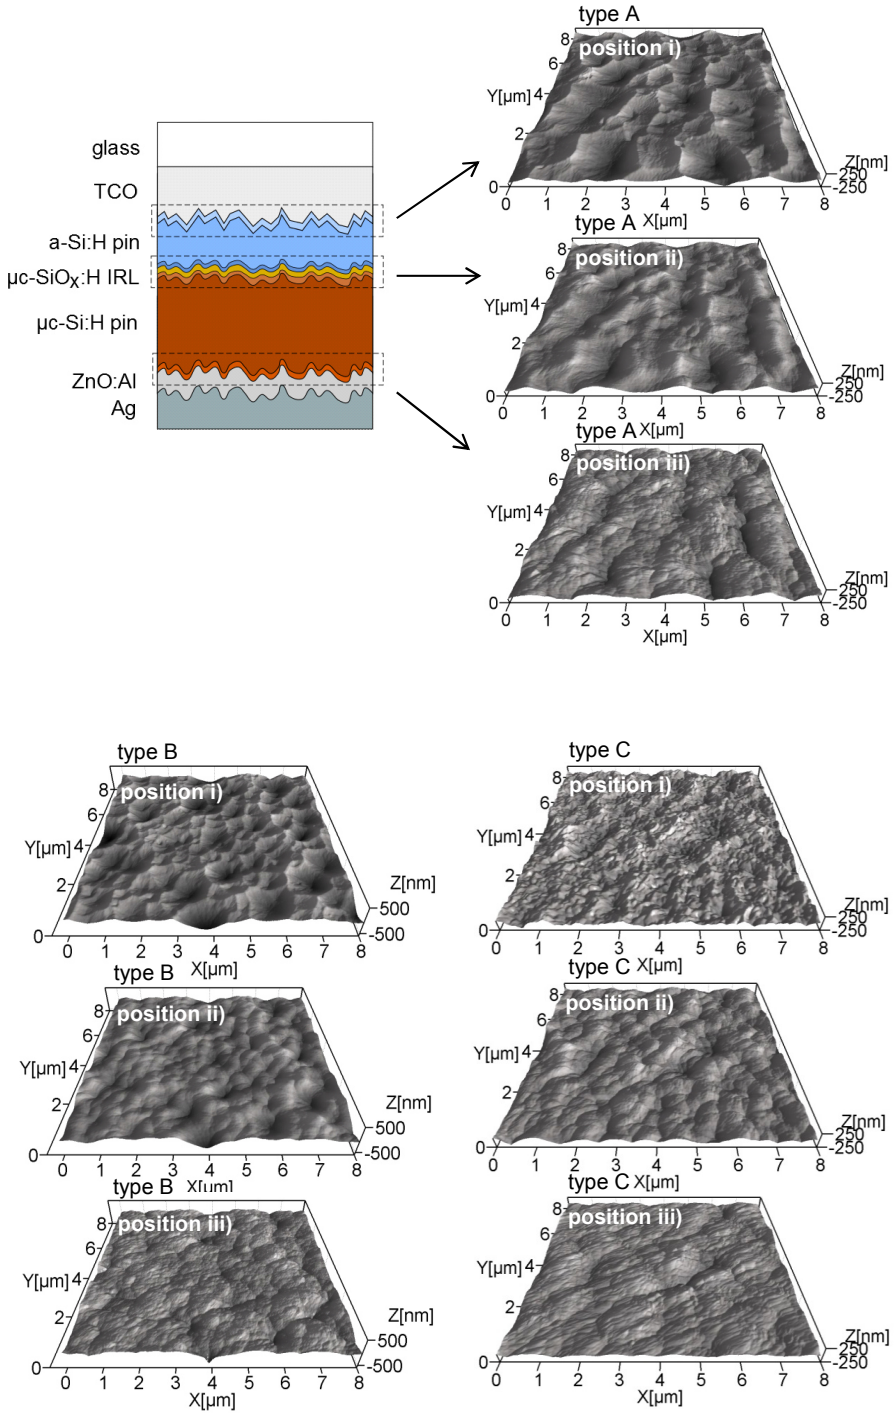 glass
TCO
a-Si:H pin
µc-SiOx:H IRL
µc-Si:H pin
ZnO:Al
Ag
type A
position i)
8
6
Y[µm] 4
2
0
Z[nm]
250
-250
0 1 2 3 4 5 6 7 8
X[µm]
type A
position ii)
8
6
Y[µm] 4
2
0
Z[nm]
250
-250
0 1 2 3 4 5 6 7 8
X[µm]
type A
position iii)
8
6
Y[µm] 4
2
0
Z[nm]
250
-250
0 1 2 3 4 5 6 7 8
X[µm]
type B
position i)
8
6
Y[µm] 4
2
0
Z[nm]
500
-500
0 1 2 3 4 5 6 7 8
X[µm]
type B
position ii)
8
6
Y[µm] 4
2
0
Z[nm]
500
-500
0 1 2 3 4 5 6 7 8
X[µm]
type B
position iii)
8
6
Y[µm] 4
2
0
Z[nm]
500
-500
0 1 2 3 4 5 6 7 8
X[µm]
type C
position i)
8
6
Y[µm] 4
2
0
Z[nm]
250
-250
0 1 2 3 4 5 6 7 8
X[µm]
type C
position ii)
8
6
Y[µm] 4
2
0
Z[nm]
250
-250
0 1 2 3 4 5 6 7 8
X[µm]
type C
position iii)
8
6
Y[µm] 4
2
0
Z[nm]
250
-250
0 1 2 3 4 5 6 7 8
X[µm]